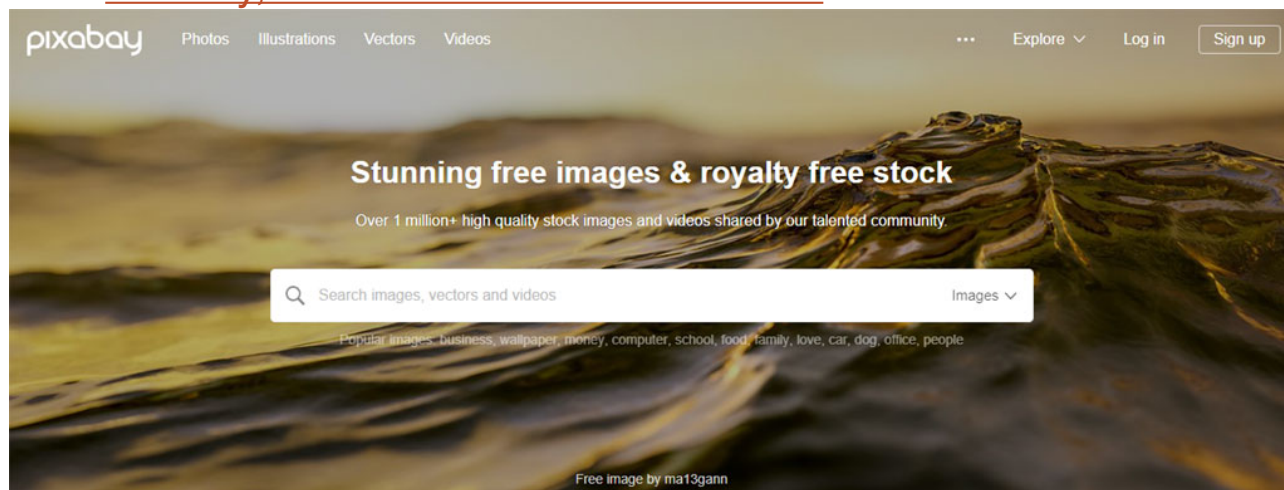 pixabay Photos Illustrations Vectors Videos ••• Explore Log in Sign up
Stunning free images & royalty free stock
Over 1 million+ high quality stock images and videos shared by our talented community.
Search images, vectors and videos Images
Popular images: business, wallpaper, money, computer, school, food, family, love, car, dog, office, people
Free image by ma13gann